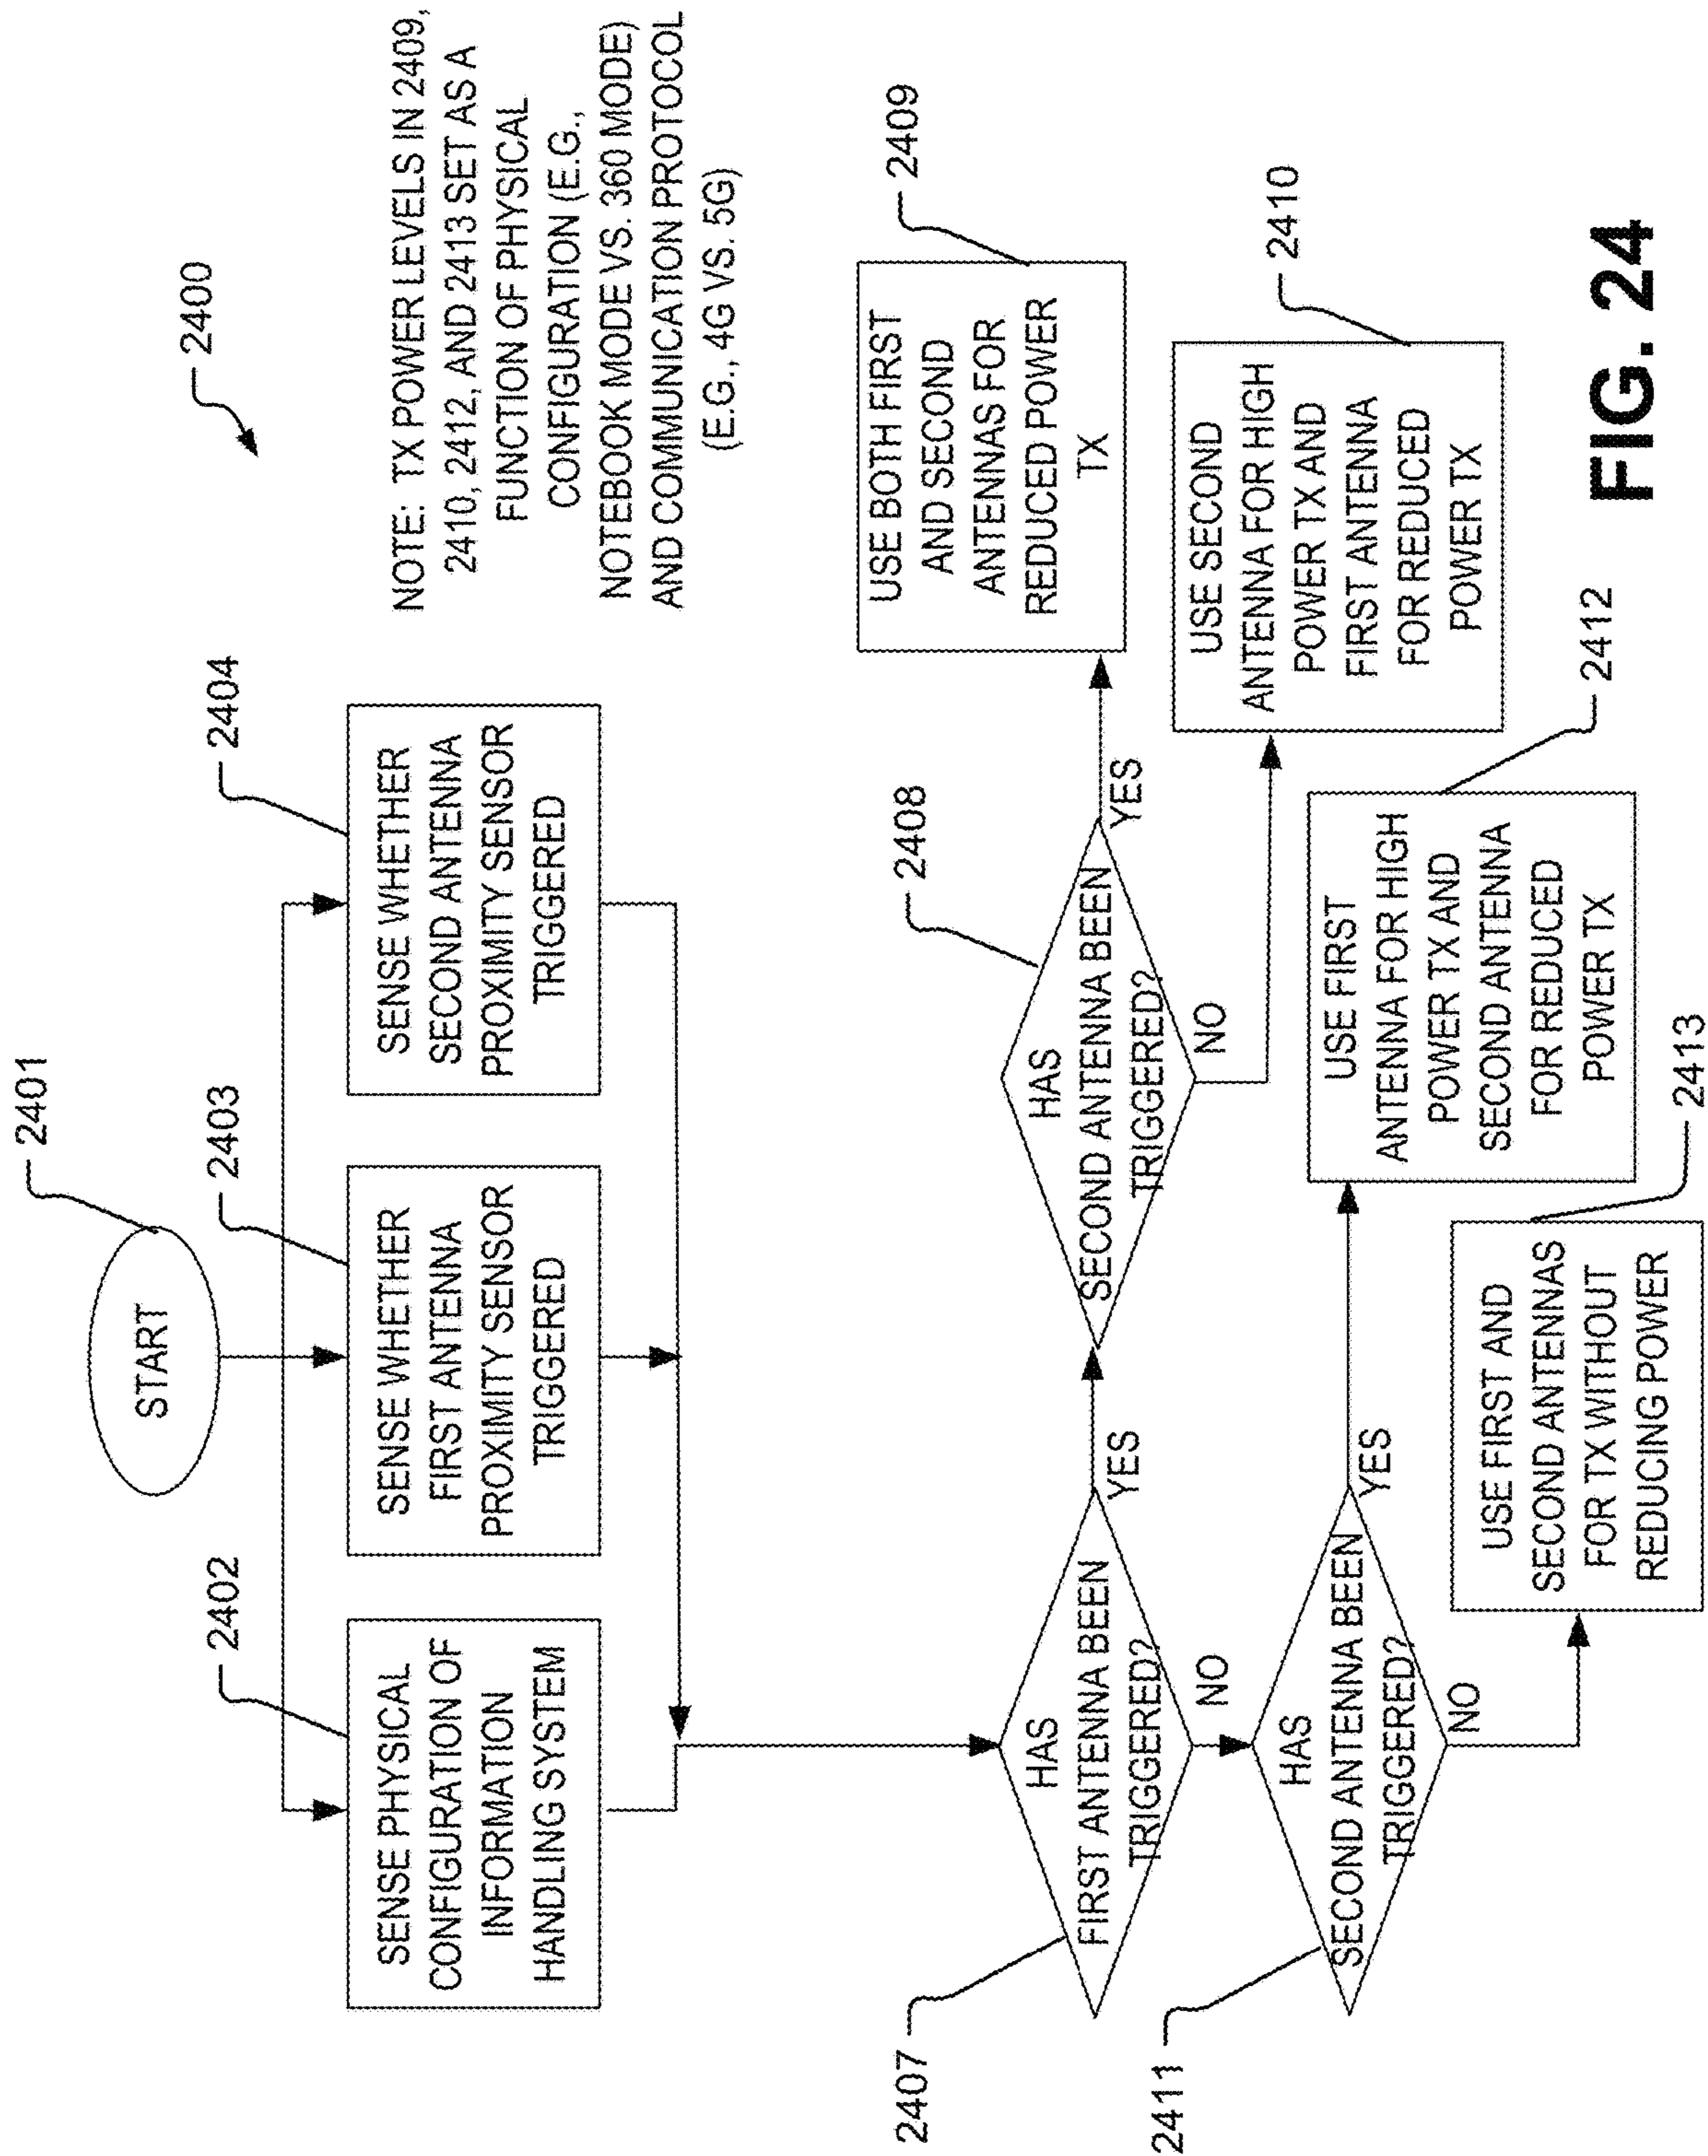 2400
NOTE: TX POWER LEVELS IN 2409,
2410, 2412, AND 2413 SET AS A
FUNCTION OF PHYSICAL
CONFIGURATION (E.G.,
NOTEBOOK MODE VS. 360 MODE)
AND COMMUNICATION PROTOCOL
(E.G., 4G VS. 5G)
2401
START
2402
SENSE PHYSICAL
CONFIGURATION OF
INFORMATION
HANDLING SYSTEM
2403
SENSE WHETHER
FIRST ANTENNA
PROXIMITY SENSOR
TRIGGERED
2404
SENSE WHETHER
SECOND ANTENNA
PROXIMITY SENSOR
TRIGGERED
2407
HAS
FIRST ANTENNA BEEN
TRIGGERED?
YES
NO
2408
HAS
SECOND ANTENNA BEEN
TRIGGERED?
YES
NO
2409
USE BOTH FIRST
AND SECOND
ANTENNAS FOR
REDUCED POWER
TX
2410
USE SECOND
ANTENNA FOR HIGH
POWER TX AND
FIRST ANTENNA
FOR REDUCED
POWER TX
2411
HAS
SECOND ANTENNA BEEN
TRIGGERED?
YES
NO
2412
USE FIRST
ANTENNA FOR HIGH
POWER TX AND
SECOND ANTENNA
FOR REDUCED
POWER TX
2413
USE FIRST AND
SECOND ANTENNAS
FOR TX WITHOUT
REDUCING POWER
FIG. 24